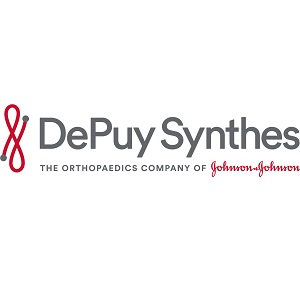 DePuy Synthes
THE ORTHOPAEDICS COMPANY OF Johnson & Johnson